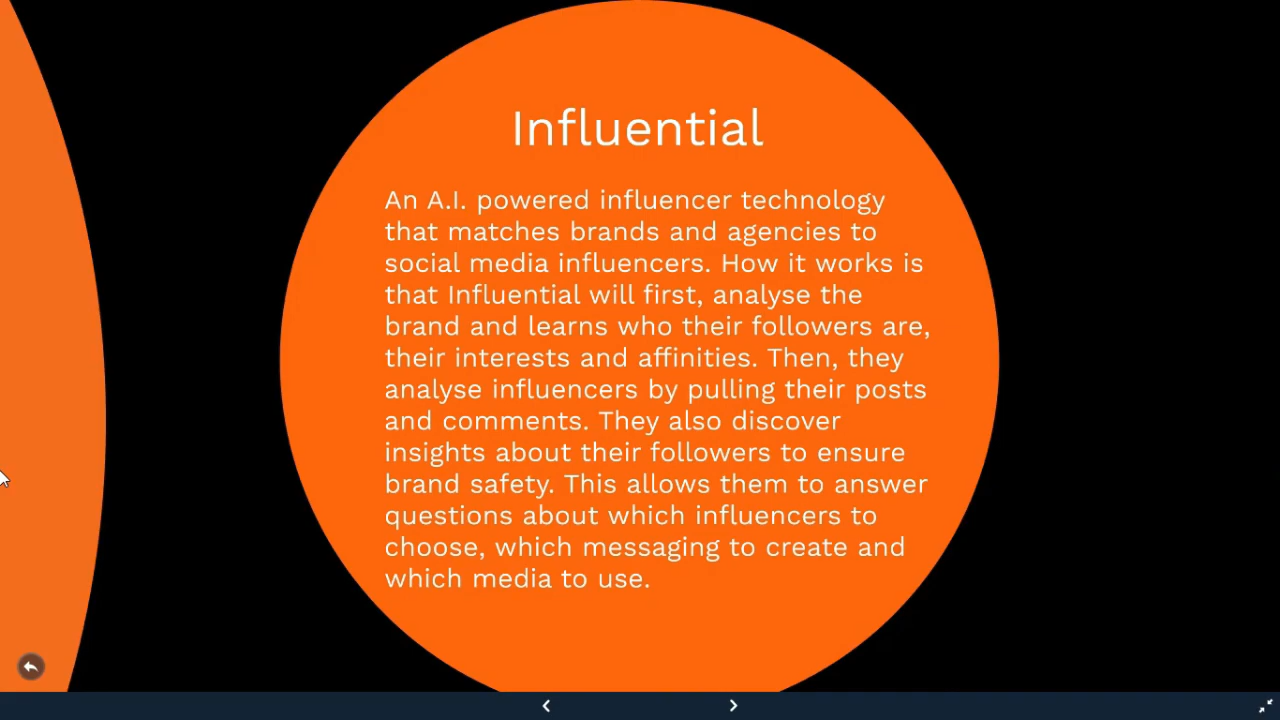 Influential
An A.I. powered influencer technology
that matches brands and agencies to
social media influencers. How it works is
that Influential will first, analyse the
brand and learns who their followers are,
their interests and affinities. Then, they
analyse influencers by pulling their posts
and comments. They also discover
insights about their followers to ensure
brand safety. This allows them to answer
questions about which influencers to
choose, which messaging to create and
which media to use.